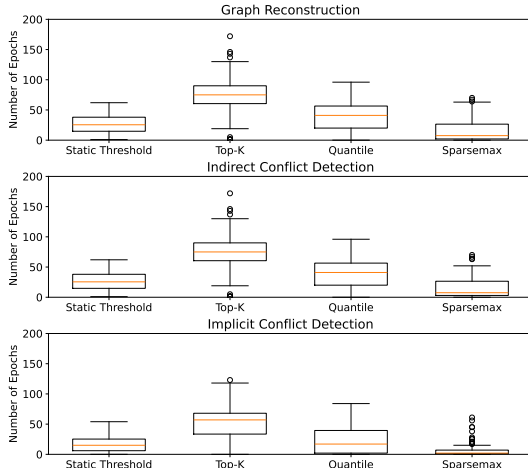 Graph Reconstruction
Number of Epochs
200
150
100
50
0
Static Threshold Top-K Quantile Sparsemax
Indirect Conflict Detection
Number of Epochs
200
150
100
50
0
Static Threshold Top-K Quantile Sparsemax
Implicit Conflict Detection
Number of Epochs
200
150
100
50
0
Static Threshold Top-K Quantile Sparsemax